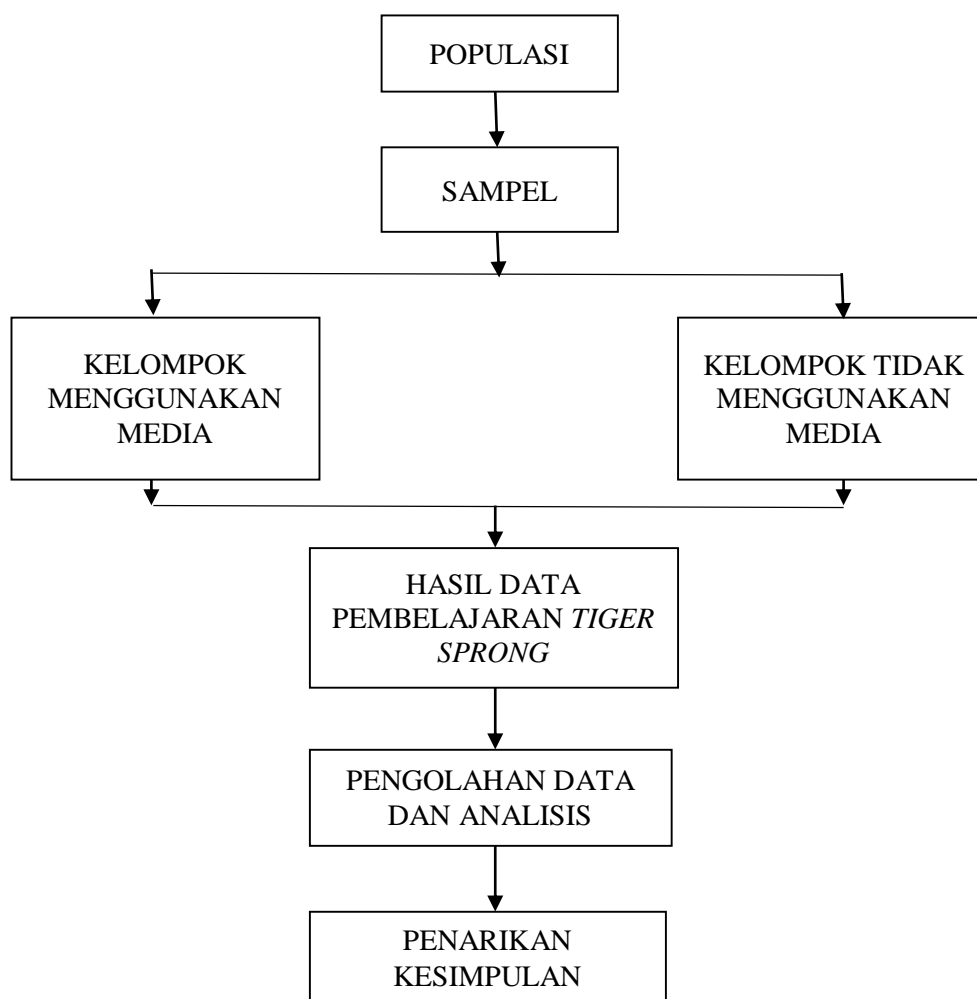 POPULASI
SAMPEL
KELOMPOK
MENGGUNAKAN
MEDIA
KELOMPOK TIDAK
MENGGUNAKAN
MEDIA
HASIL DATA
PEMBELAJARAN TIGER
SPRONG
PENGOLAHAN DATA
DAN ANALISIS
PENARIKAN
KESIMPULAN